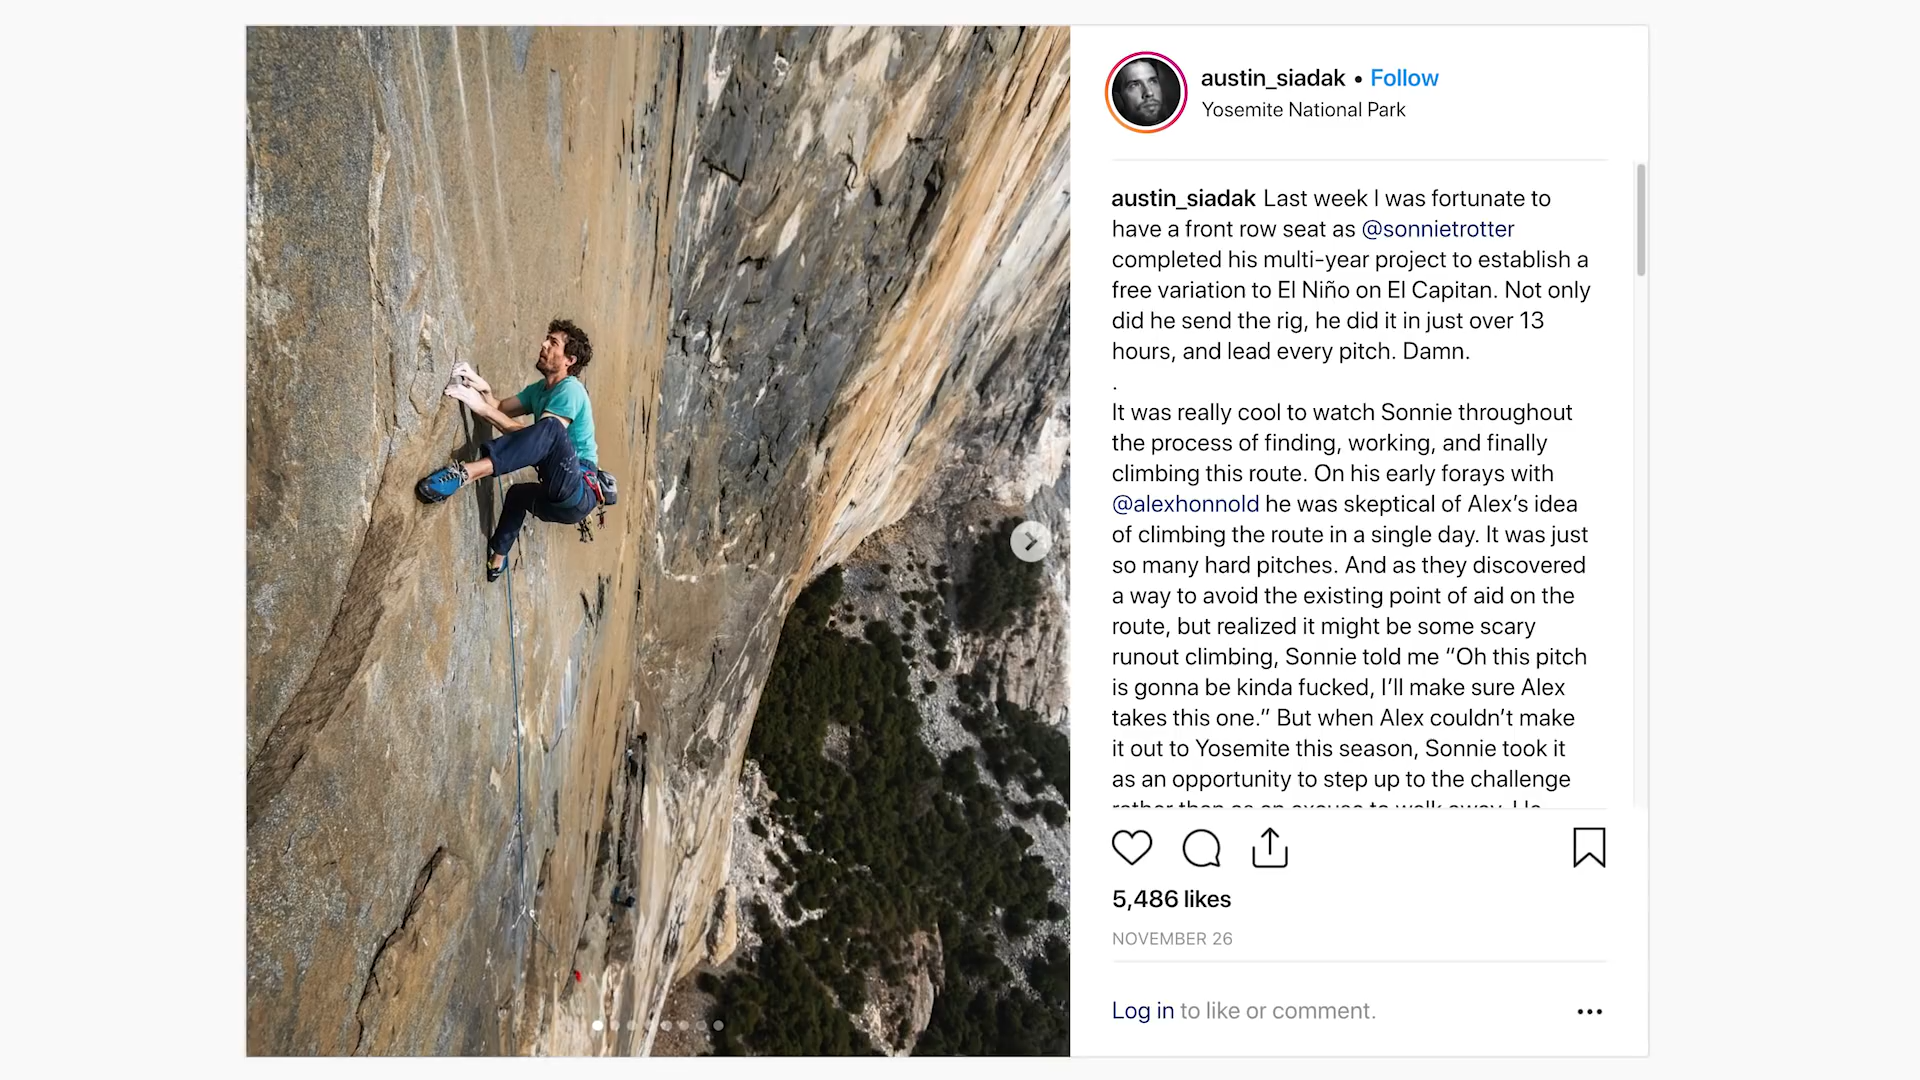 austin_siadak • Follow
Yosemite National Park
austin_siadak Last week I was fortunate to
have a front row seat as @sonnietrotter
completed his multi-year project to establish a
free variation to El Niño on El Capitan. Not only
did he send the rig, he did it in just over 13
hours, and lead every pitch. Damn.
.
It was really cool to watch Sonnie throughout
the process of finding, working, and finally
climbing this route. On his early forays with
@alexhonnold he was skeptical of Alex’s idea
of climbing the route in a single day. It was just
so many hard pitches. And as they discovered
a way to avoid the existing point of aid on the
route, but realized it might be some scary
runout climbing, Sonnie told me “Oh this pitch
is gonna be kinda fucked, I’ll make sure Alex
takes this one.” But when Alex couldn’t make
it out to Yosemite this season, Sonnie took it
as an opportunity to step up to the challenge
rather than as an excuse to walk away. He
5,486 likes
NOVEMBER 26
Log in to like or comment.